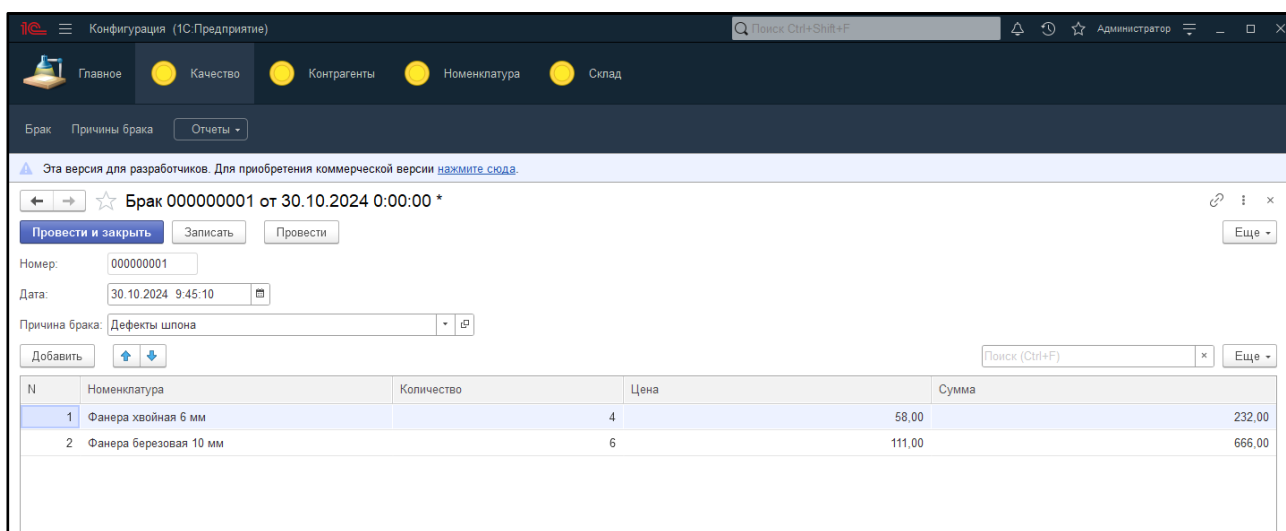 1С Конфигурация (1С:Предприятие) Поиск Ctrl+Shift+F Администратор
Главное Качество Контрагенты Номенклатура Склад
Брак Причины брака Отчеты
Эта версия для разработчиков. Для приобретения коммерческой версии нажмите сюда.
Брак 000000001 от 30.10.2024 0:00:00 *
Провести и закрыть Записать Провести Еще
Номер: 000000001
Дата: 30.10.2024 9:45:10
Причина брака: Дефекты шпона
Добавить Поиск (Ctrl+F) × Еще
N Номенклатура Количество Цена Сумма
1 Фанера хвойная 6 мм 4 58,00 232,00
2 Фанера березовая 10 мм 6 111,00 666,00